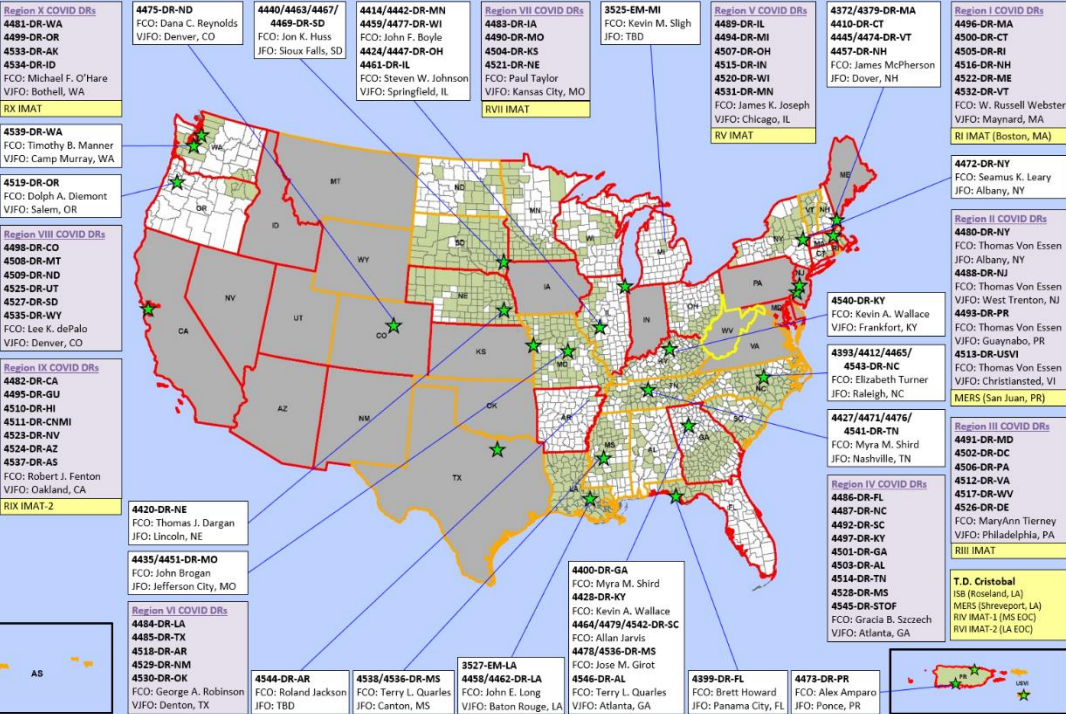 Region X COVID DRs
4481-DR-WA
4499-DR-OR
4533-DR-AK
4534-DR-ID
FCO: Michael F. O'Hare
VJFO: Bothell, WA
RX IMAT
4539-DR-WA
FCO: Timothy B. Manner
VJFO: Camp Murray, WA
4519-DR-OR
FCO: Dolph A. Diemont
VJFO: Salem, OR
Region VIII COVID DRs
4498-DR-CO
4508-DR-MT
4509-DR-ND
4525-DR-UT
4527-DR-SD
4535-DR-WY
FCO: Lee K. dePalo
VJFO: Denver, CO
Region IX COVID DRs
4482-DR-CA
4495-DR-GU
4510-DR-HI
4511-DR-CNMI
4523-DR-NV
4524-DR-AZ
4537-DR-AS
FCO: Robert J. Fenton
VJFO: Oakland, CA
RIX IMAT-2
4475-DR-ND
FCO: Dana C. Reynolds
VJFO: Denver, CO
4440/4463/4467/
4469-DR-SD
FCO: Jon K. Huss
JFO: Sioux Falls, SD
4414/4442-DR-MN
4459/4477-DR-WI
FCO: John F. Boyle
4424/4447-DR-OH
4461-DR-IL
FCO: Steven W. Johnson
VJFO: Springfield, IL
Region VII COVID DRs
4483-DR-IA
4490-DR-MO
4504-DR-KS
4521-DR-NE
FCO: Paul Taylor
VJFO: Kansas City, MO
RVII IMAT
3525-EM-MI
FCO: Kevin M. Sligh
JFO: TBD
Region V COVID DRs
4489-DR-IL
4494-DR-MI
4507-DR-OH
4515-DR-IN
4520-DR-WI
4531-DR-MN
FCO: James K. Joseph
VJFO: Chicago, IL
RV IMAT
4372/4379-DR-MA
4410-DR-CT
4445/4474-DR-VT
4457-DR-NH
FCO: James McPherson
JFO: Dover, NH
Region I COVID DRs
4496-DR-MA
4500-DR-CT
4505-DR-RI
4516-DR-NH
4522-DR-ME
4532-DR-VT
FCO: W. Russell Webster
VJFO: Maynard, MA
RI IMAT (Boston, MA)
4472-DR-NY
FCO: Seamus K. Leary
JFO: Albany, NY
Region II COVID DRs
4480-DR-NY
FCO: Thomas Von Essen
JFO: Albany, NY
4488-DR-NJ
FCO: Thomas Von Essen
VJFO: West Trenton, NJ
4493-DR-PR
FCO: Thomas Von Essen
VJFO: Guaynabo, PR
4513-DR-USVI
FCO: Thomas Von Essen
VJFO: Christiansted, VI
MERS (San Juan, PR)
4540-DR-KY
FCO: Kevin A. Wallace
VJFO: Frankfort, KY
4393/4412/4465/
4543-DR-NC
FCO: Elizabeth Turner
JFO: Raleigh, NC
4427/4471/4476/
4541-DR-TN
FCO: Myra M. Shird
JFO: Nashville, TN
Region III COVID DRs
4491-DR-MD
4502-DR-DC
4506-DR-PA
4512-DR-VA
4517-DR-WV
4526-DR-DE
FCO: MaryAnn Tierney
VJFO: Philadelphia, PA
RIII IMAT
Region IV COVID DRs
4486-DR-FL
4487-DR-NC
4492-DR-SC
4497-DR-KY
4501-DR-GA
4503-DR-AL
4514-DR-TN
4528-DR-MS
4545-DR-STOF
FCO: Gracia B. Szczech
VJFO: Atlanta, GA
T.D. Cristobal
ISB (Roseland, LA)
MERS (Shreveport, LA)
RIV IMAT-1 (MS EOC)
RVI IMAT-2 (LA EOC)
WA
OR
CA
NV
ID
MT
WY
UT
AZ
CO
NM
ND
SD
NE
KS
OK
TX
MN
IA
MO
AR
LA
WI
IL
MI
IN
OH
KY
TN
MS
AL
GA
FL
SC
NC
VA
WV
MD
PA
NJ
NY
CT
MA
VT
NH
ME
4420-DR-NE
FCO: Thomas J. Dargan
JFO: Lincoln, NE
4435/4451-DR-MO
FCO: John Brogan
JFO: Jefferson City, MO
Region VI COVID DRs
4484-DR-LA
4485-DR-TX
4518-DR-AR
4529-DR-NM
4530-DR-OK
FCO: George A. Robinson
VJFO: Denton, TX
4544-DR-AR
FCO: Roland Jackson
JFO: TBD
4538/4536-DR-MS
FCO: Terry L. Quarles
JFO: Canton, MS
3527-EM-LA
4458/4462-DR-LA
FCO: John E. Long
VJFO: Baton Rouge, LA
4400-DR-GA
FCO: Myra M. Shird
4428-DR-KY
FCO: Kevin A. Wallace
4464/4479/4542-DR-SC
FCO: Allan Jarvis
4478/4536-DR-MS
FCO: Jose M. Girot
4546-DR-AL
FCO: Terry L. Quarles
VJFO: Atlanta, GA
4399-DR-FL
FCO: Brett Howard
JFO: Panama City, FL
4473-DR-PR
FCO: Alex Amparo
JFO: Ponce, PR
AS
PR
USVI